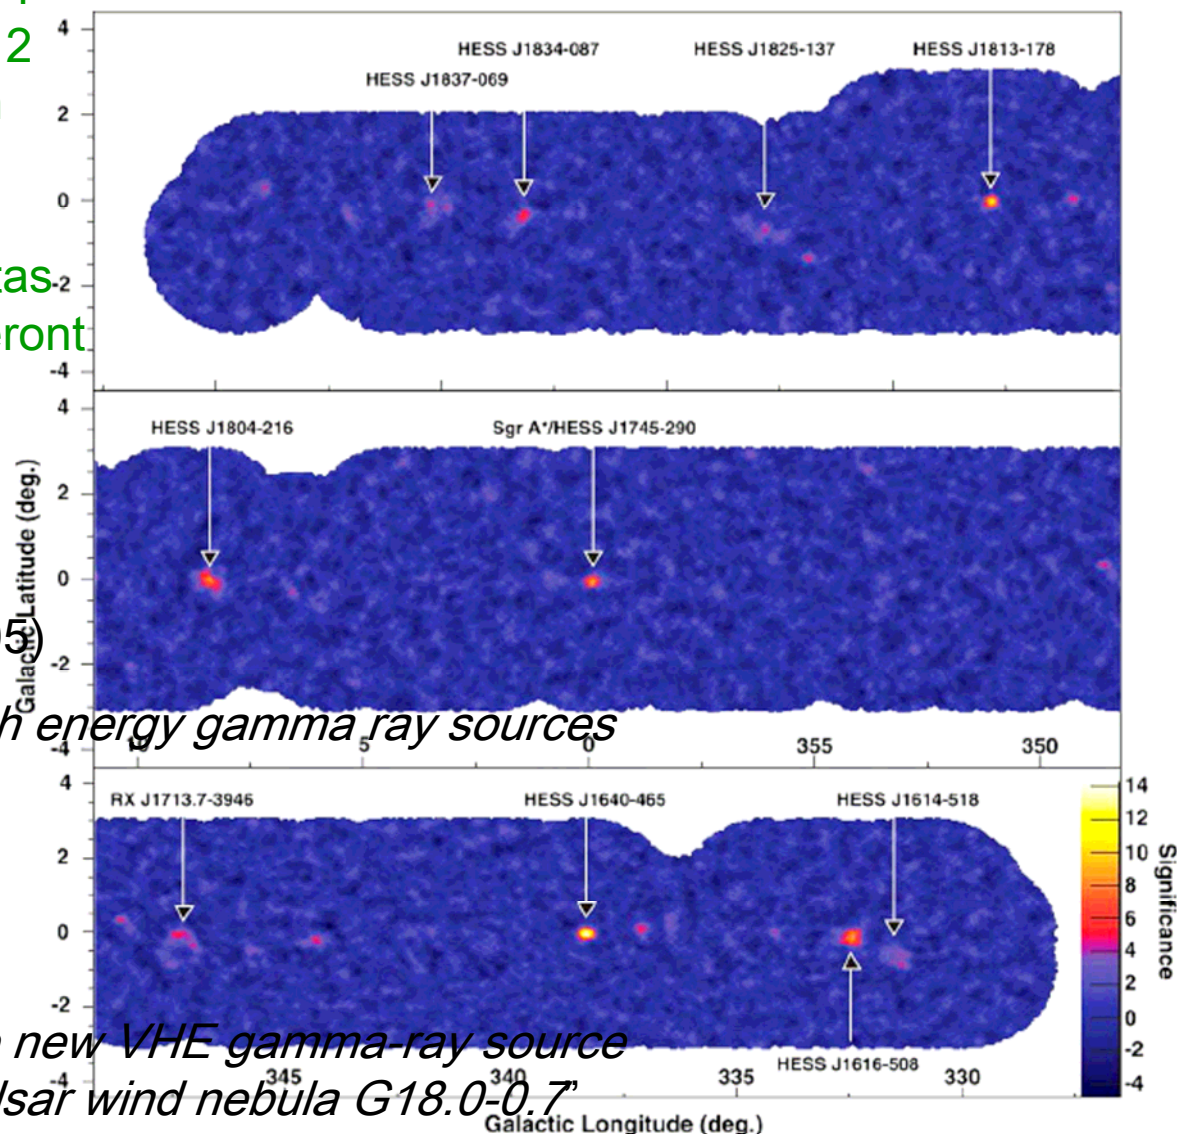 2
4
HESS J1834-087
HESS J1825-137
HESS J1813-178
HESS J1837-069
2
0
tas
-2
eront
-4
4
HESS J1804-216
Sgr A*/HESS J1745-290
2
0
Galactic Latitude (deg.)
05)
-2
h energy gamma ray sources
-4
10
5
0
355
350
4
RX J1713.7-3946
HESS J1640-465
HESS J1614-518
14
12
10
8
6
4
2
0
-2
-4
Significance
2
0
-2
new VHE gamma-ray source
HESS J1616-508
-4
345
340
335
330
lsar wind nebula G18.0-0.7”
Galactic Longitude (deg.)